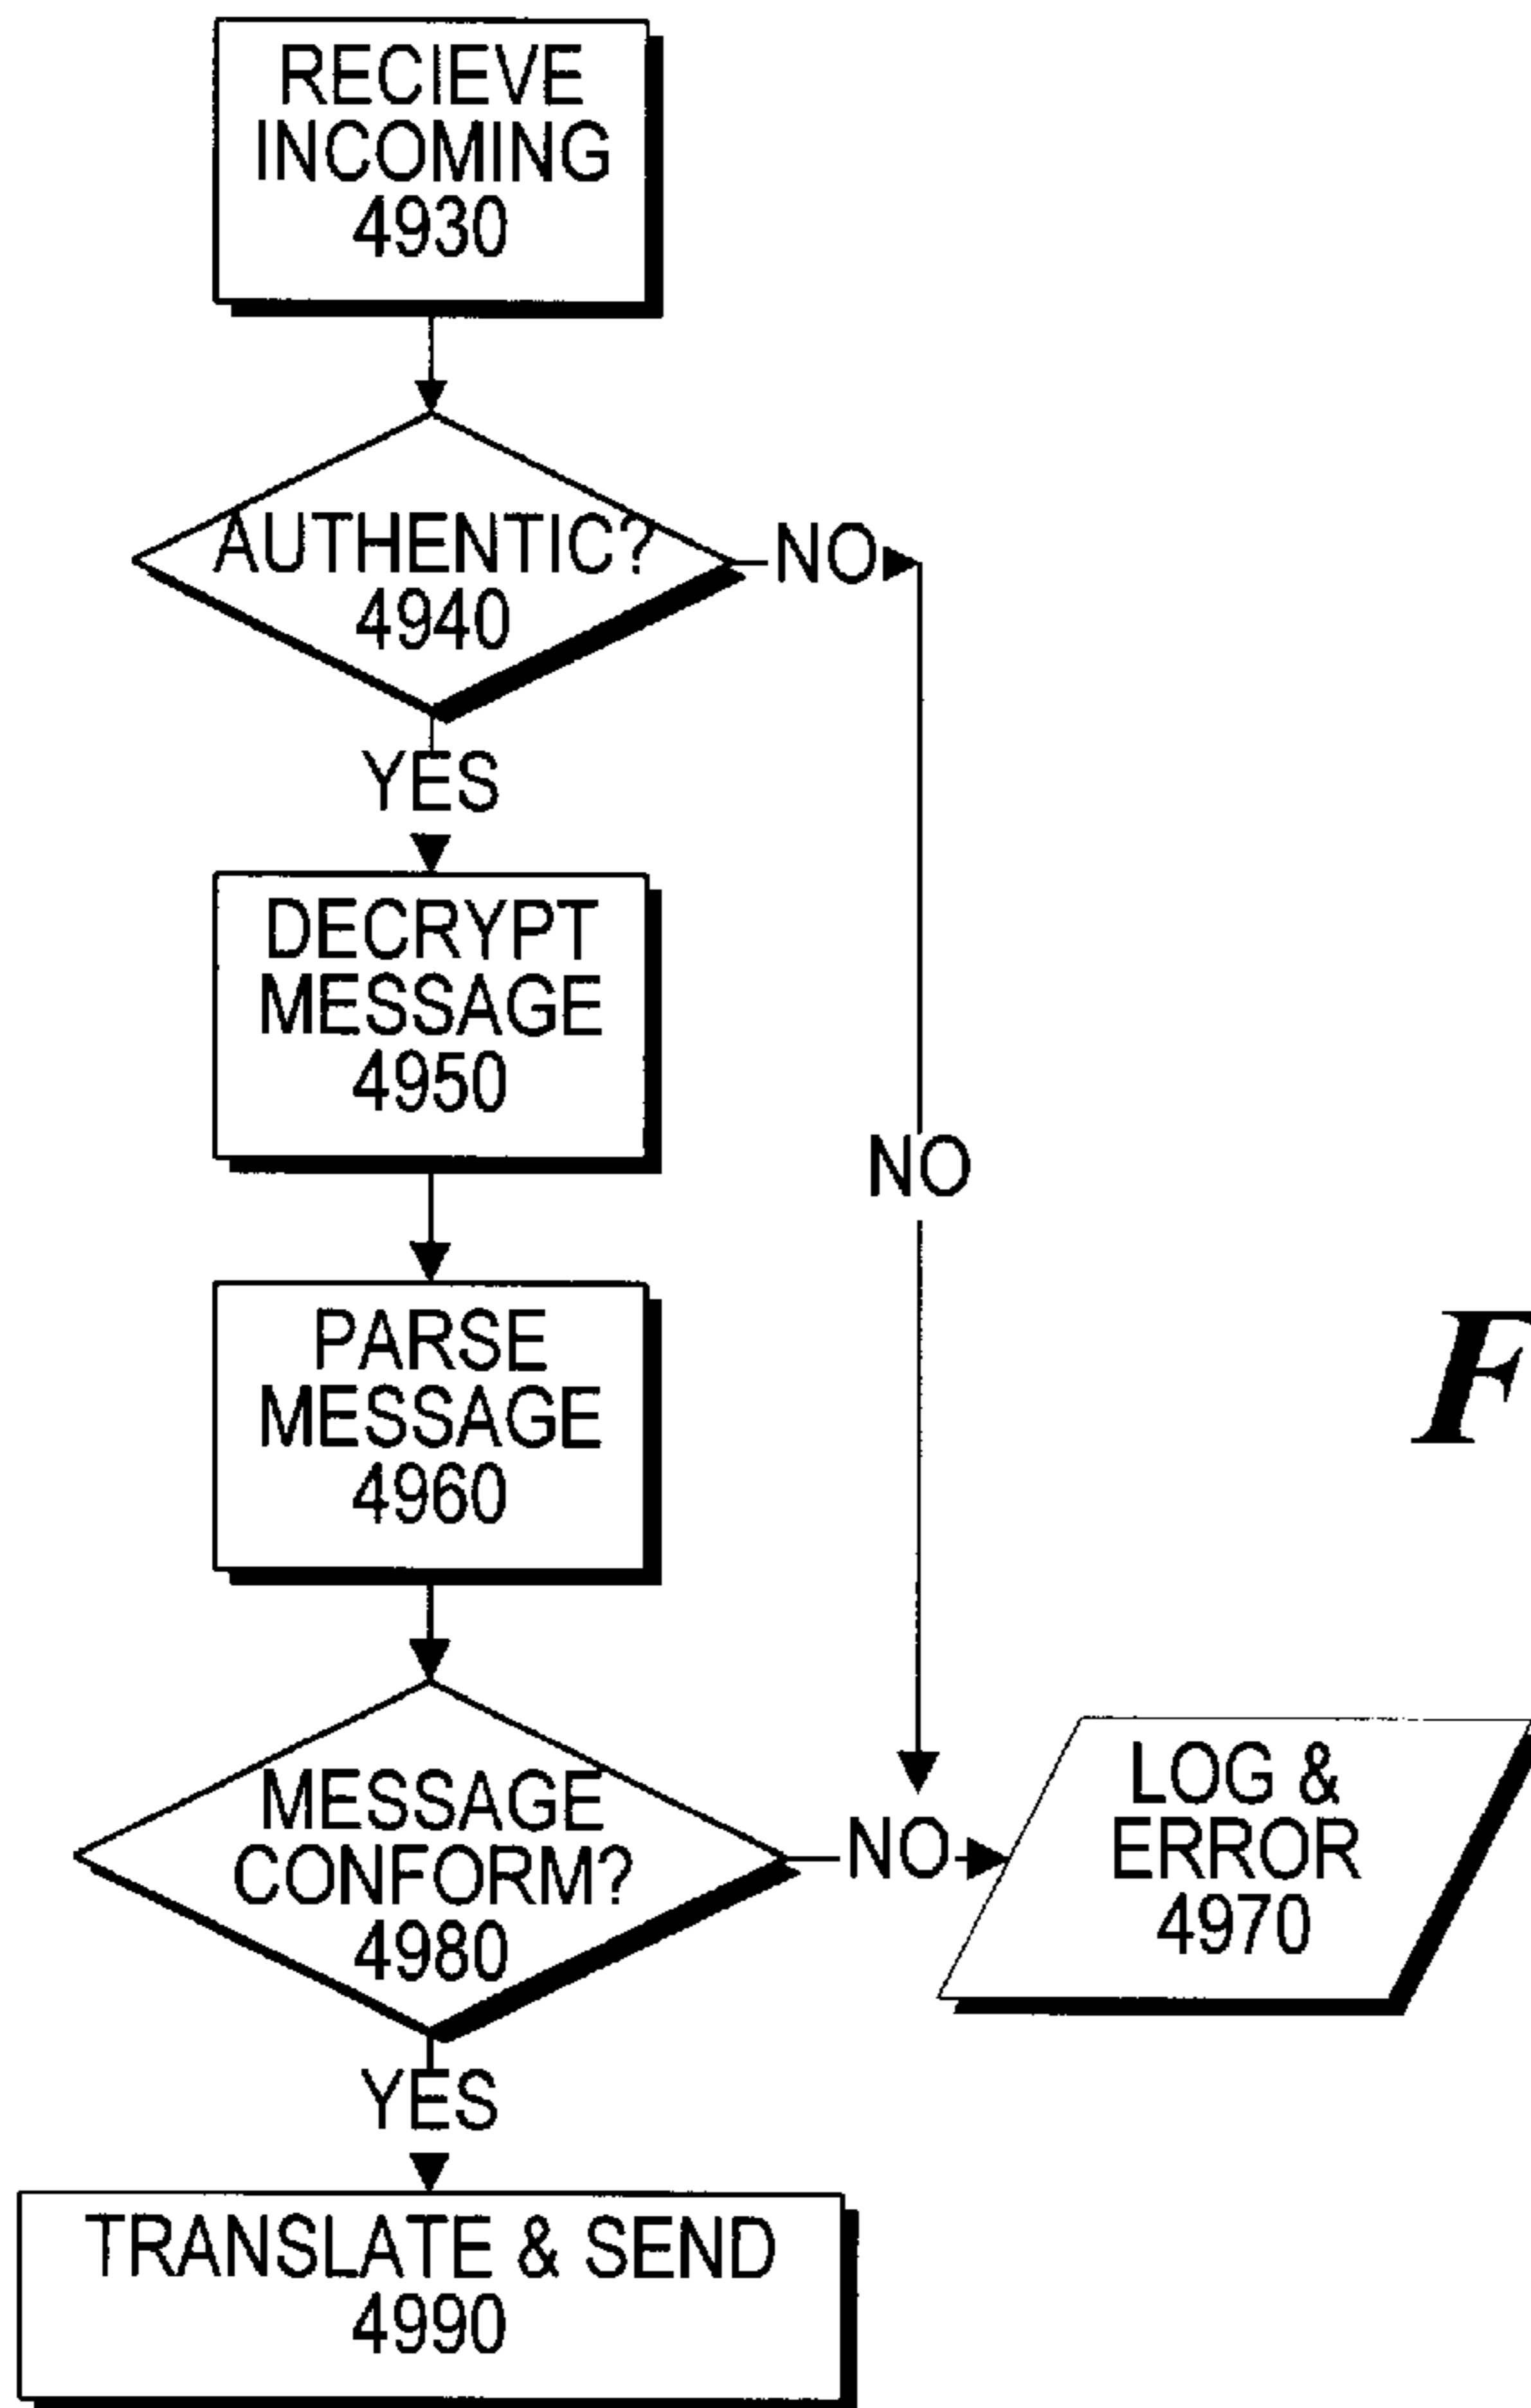 RECIEVE
INCOMING
4930
AUTHENTIC?
4940
NO
YES
DECRYPT
MESSAGE
4950
NO
PARSE
MESSAGE
4960
F
MESSAGE
CONFORM?
4980
NO
LOG &
ERROR
4970
YES
TRANSLATE & SEND
4990